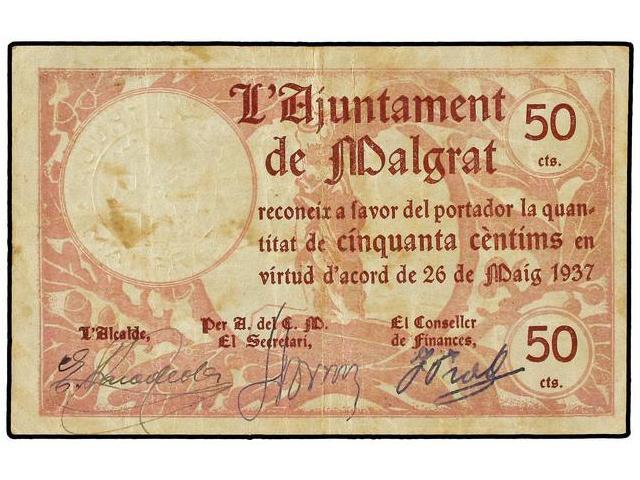 L'Ajuntament
de Malgrat
50
cts.
reconeix a favor del portador la quan-
titat de cinquanta cèntims en
virtud d'acord de 26 de Maig 1937
L'Alcalde,
Per A. del C. M.
El Secretari,
El Conseller
de Finances,
50
cts.